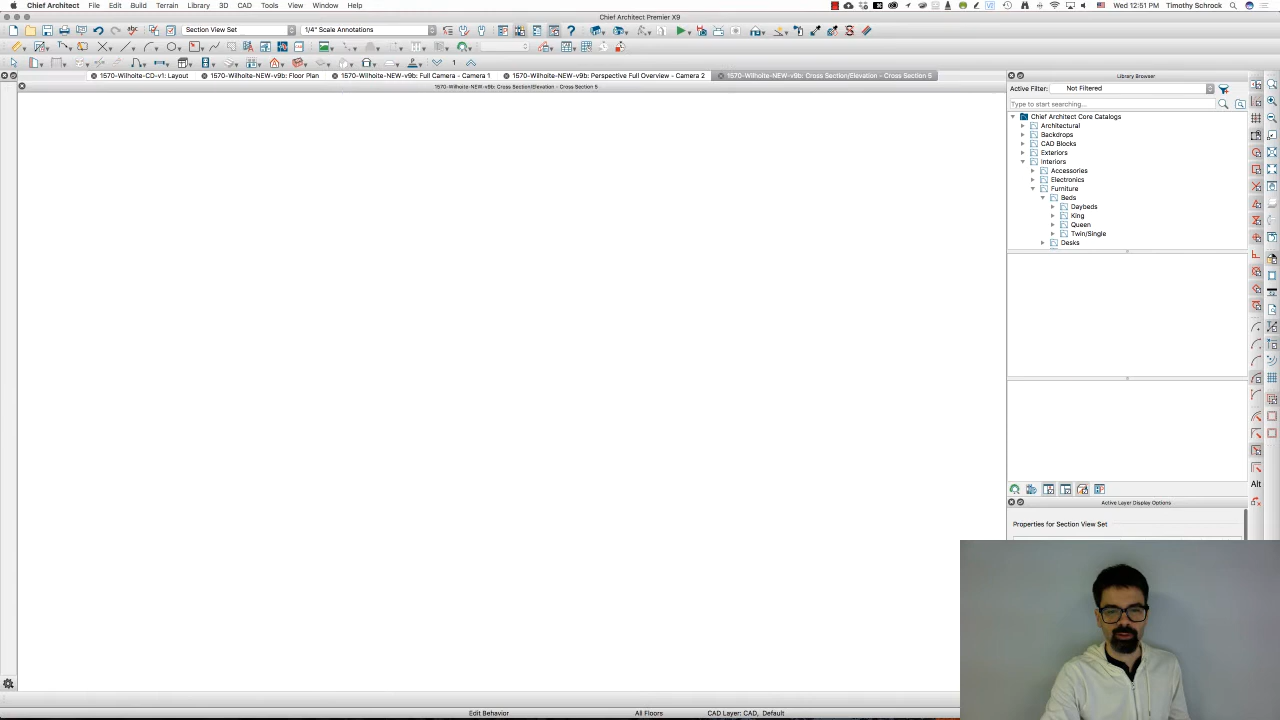 Chief Architect File Edit Build Terrain Library 3D CAD Tools Views Window Help Wed 12:51 PM Timothy Schrock
Chief Architect Premier X9
Section View Set 1/4" Scale Annotations
1
1570-Wilhoite-CD-v1: Layout 1570-Wilhoite-NEW-v9b: Floor Plan 1570-Wilhoite-NEW-v9b: Full Camera - Camera 1 1570-Wilhoite-NEW-v9b: Perspective Full Overview - Camera 2 1570-Wilhoite-NEW-v9b: Cross Section/Elevation - Cross Section 5
1570-Wilhoite-NEW-v9b: Cross Section/Elevation - Cross Section 5
Library Browser
Active Filter: Not Filtered
Type to start searching...
Chief Architect Core Catalogs
Architectural
Backdrops
CAD Blocks
Exteriors
Interiors
Accessories
Electronics
Furniture
Beds
Daybeds
King
Queen
Twin/Single
Desks
Alt
Active Layer Display Options
Properties for Section View Set
Edit Behavior All Floors CAD Layer: CAD, Default